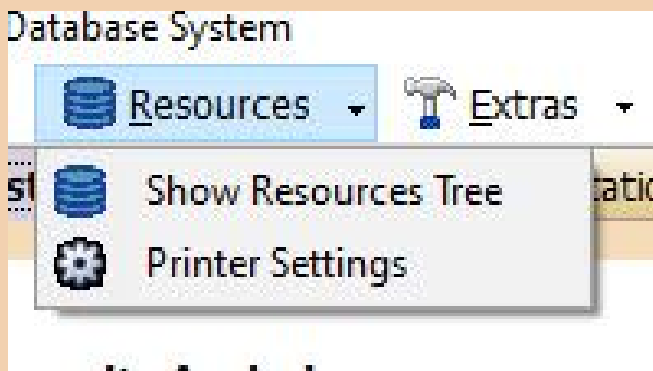 Database System
Resources Extras
Show Resources Tree
Printer Settings